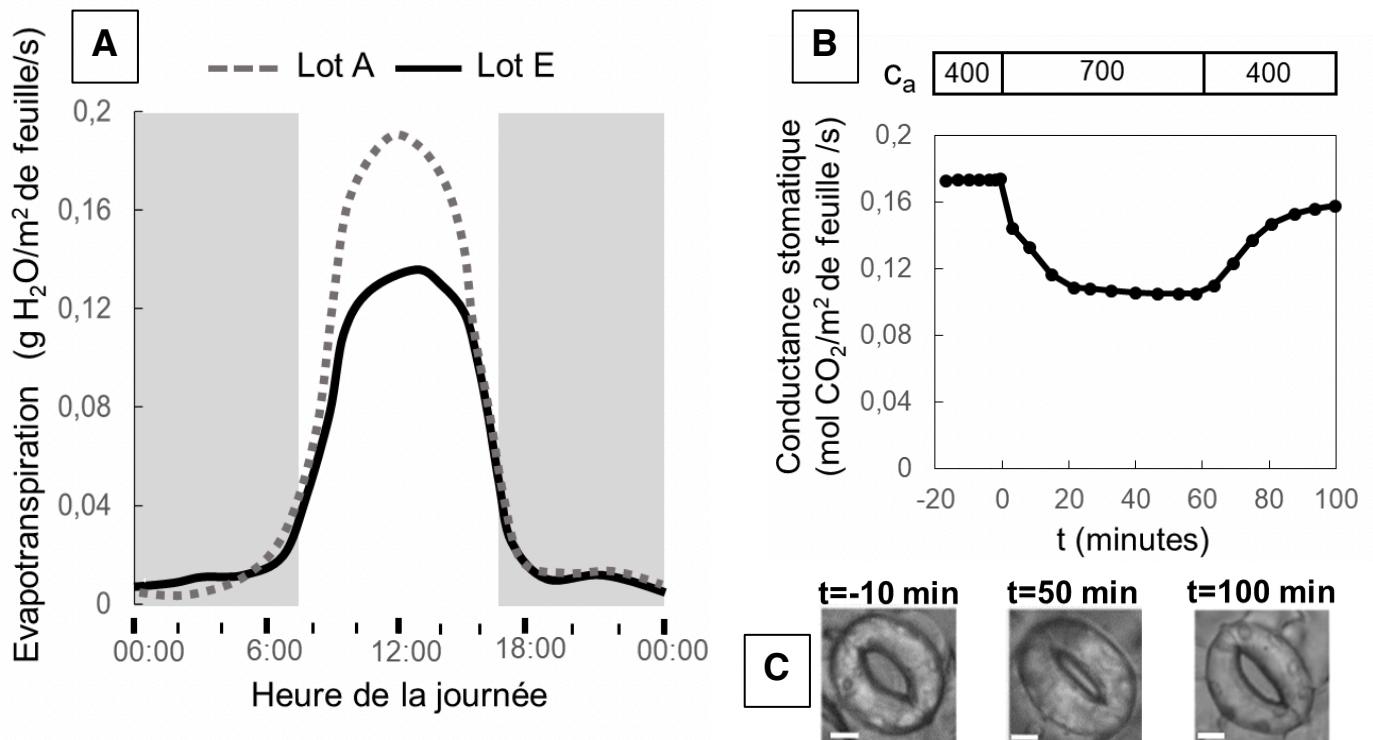 A
Lot A
Lot E
Evapotranspiration (g H₂O/m² de feuille/s)
0,2
0,16
0,12
0,08
0,04
0
00:00 6:00 12:00 18:00 00:00
Heure de la journée
B
cₐ 400 700 400
Conductance stomatique
(mol CO₂/m² de feuille /s)
0,2
0,16
0,12
0,08
0,04
0
-20 0 20 40 60 80 100
t (minutes)
C
t=-10 min t=50 min t=100 min